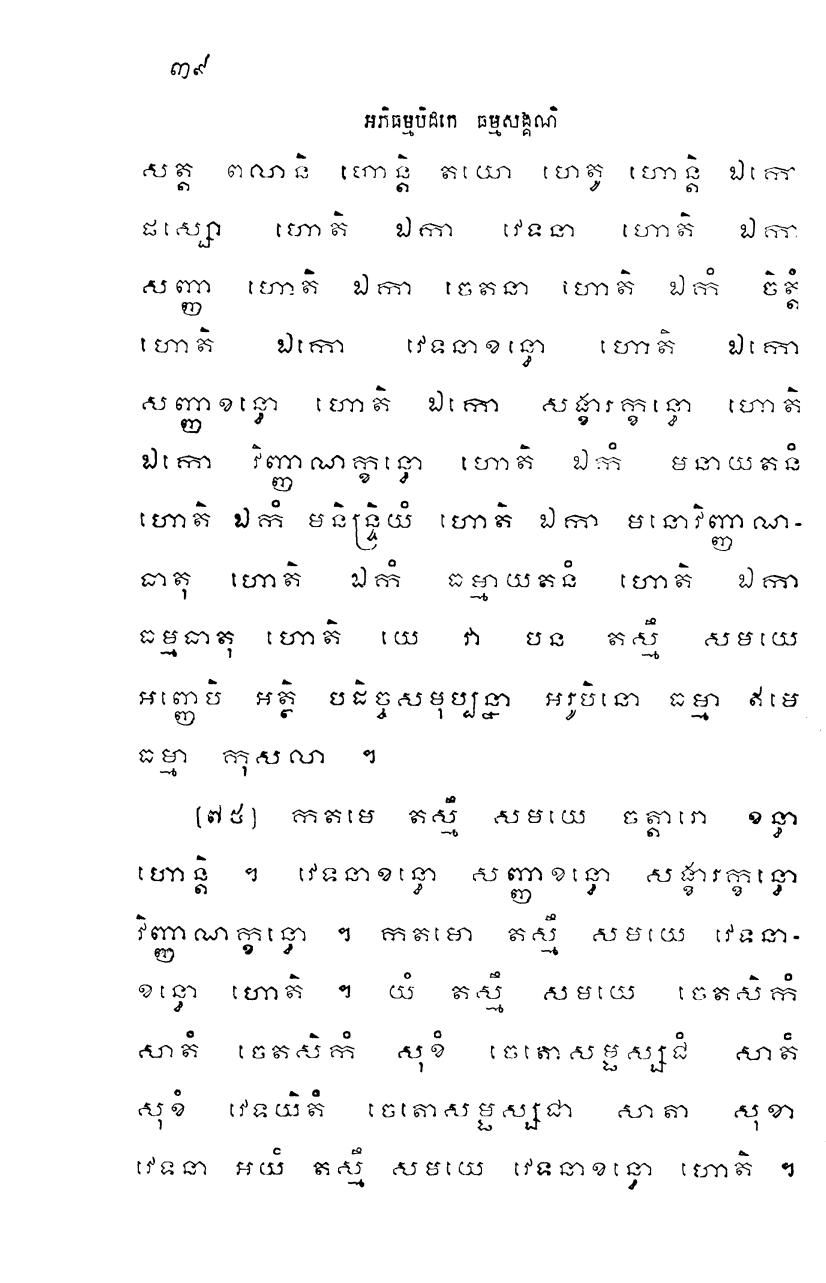 ៣៩
អភិធម្មបិដកេ ធម្មសង្គណិ
សត្ត ពលានិ ហោន្តិ តយោ ហេតូ ហោន្តិ ឯកោ
ផស្សោ ហោតិ ឯកា វេទនា ហោតិ ឯកា
សញ្ញា ហោតិ ឯកា ចេតនា ហោតិ ឯកំ ចិត្តំ
ហោតិ ឯកោ វេទនាខន្ធោ ហោតិ ឯកោ
សញ្ញាខន្ធោ ហោតិ ឯកោ សង្ខារក្ខន្ធោ ហោតិ
ឯកោ វិញ្ញាណក្ខន្ធោ ហោតិ ឯកំ មនាយតនំ
ហោតិ ឯកំ មនិន្ទ្រិយំ ហោតិ ឯកា មនោវិញ្ញាណ-
ធាតុ ហោតិ ឯកំ ធម្មាយតនំ ហោតិ ឯកា
ធម្មធាតុ ហោតិ យេ វា បន តស្មឹ សមយេ
អញ្ញេបិ អត្ថិ បដិច្ចសមុប្បន្នា អរូបិនោ ធម្មា ឥមេ
ធម្មា កុសលា ។
[៧៥] កតមេ តស្មឹ សមយេ ចត្តារោ ខន្ធា
ហោន្តិ ។ វេទនាខន្ធោ សញ្ញាខន្ធោ សង្ខារក្ខន្ធោ
វិញ្ញាណក្ខន្ធោ ។ កតមោ តស្មឹ សមយេ វេទនា-
ខន្ធោ ហោតិ ។ យំ តស្មឹ សមយេ ចេតសិកំ
សាតំ ចេតសិកំ សុខំ ចេតោសម្ផស្សជំ សាតំ
សុខំ វេទយិតំ ចេតោសម្ផស្សជា សាតា សុខា
វេទនា អយំ តស្មឹ សមយេ វេទនាខន្ធោ ហោតិ ។